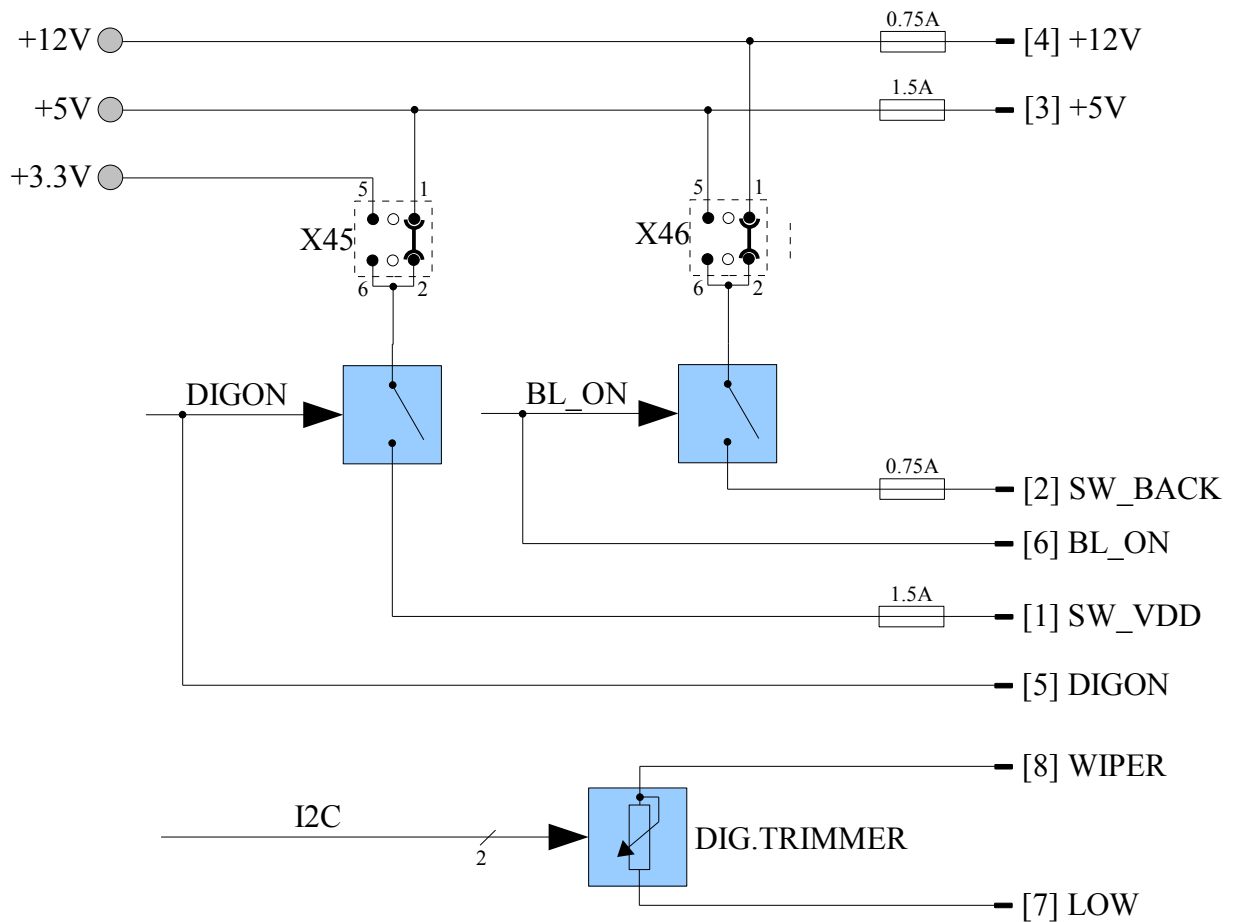 0.75A
+12V
[4] +12V
1.5A
+5V
[3] +5V
+3.3V
5
1
5
1
X45
X46
6
2
6
2
DIGON
BL_ON
0.75A
[2] SW_BACK
[6] BL_ON
1.5A
[1] SW_VDD
[5] DIGON
[8] WIPER
I2C
2
DIG.TRIMMER
[7] LOW